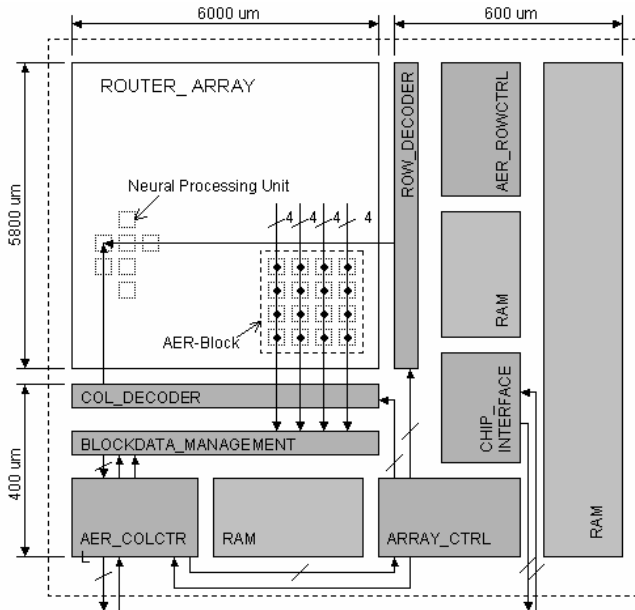 6000 um
600 um
ROUTER_ ARRAY
ROW_DECODER
AER_ROWCTRL
5800 um
Neural Processing Unit
4
4
4
4
RAM
AER-Block
CHIP_
INTERFACE
COL_DECODER
BLOCKDATA_MANAGEMENT
400 um
AER_COLCTR
L
RAM
ARRAY_CTRL
RAM